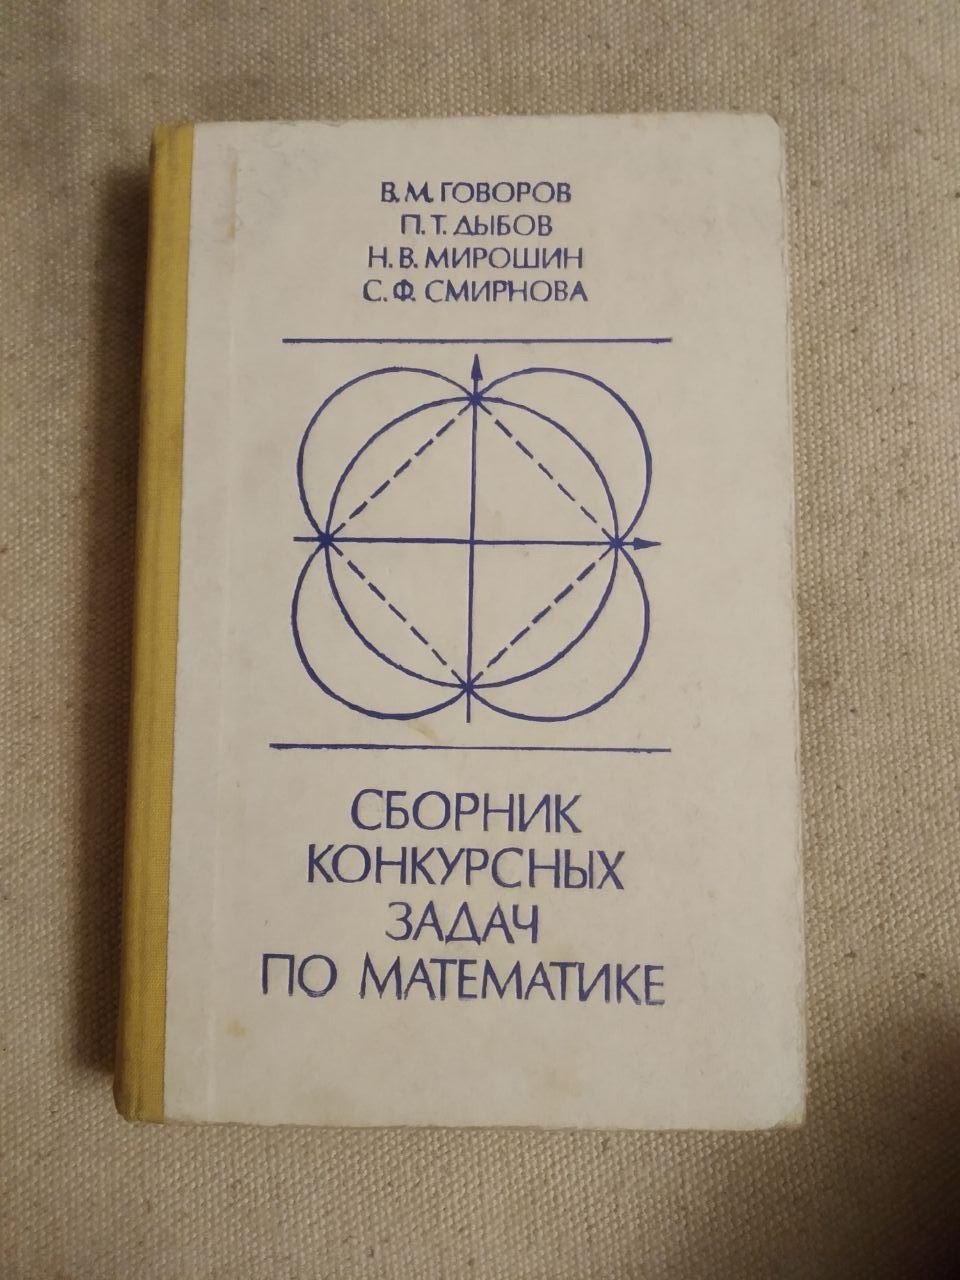 В. М. ГОВОРОВ
П. Т. ДЫБОВ
Н. В. МИРОШИН
С. Ф. СМИРНОВА
СБОРНИК
КОНКУРСНЫХ
ЗАДАЧ
ПО МАТЕМАТИКЕ